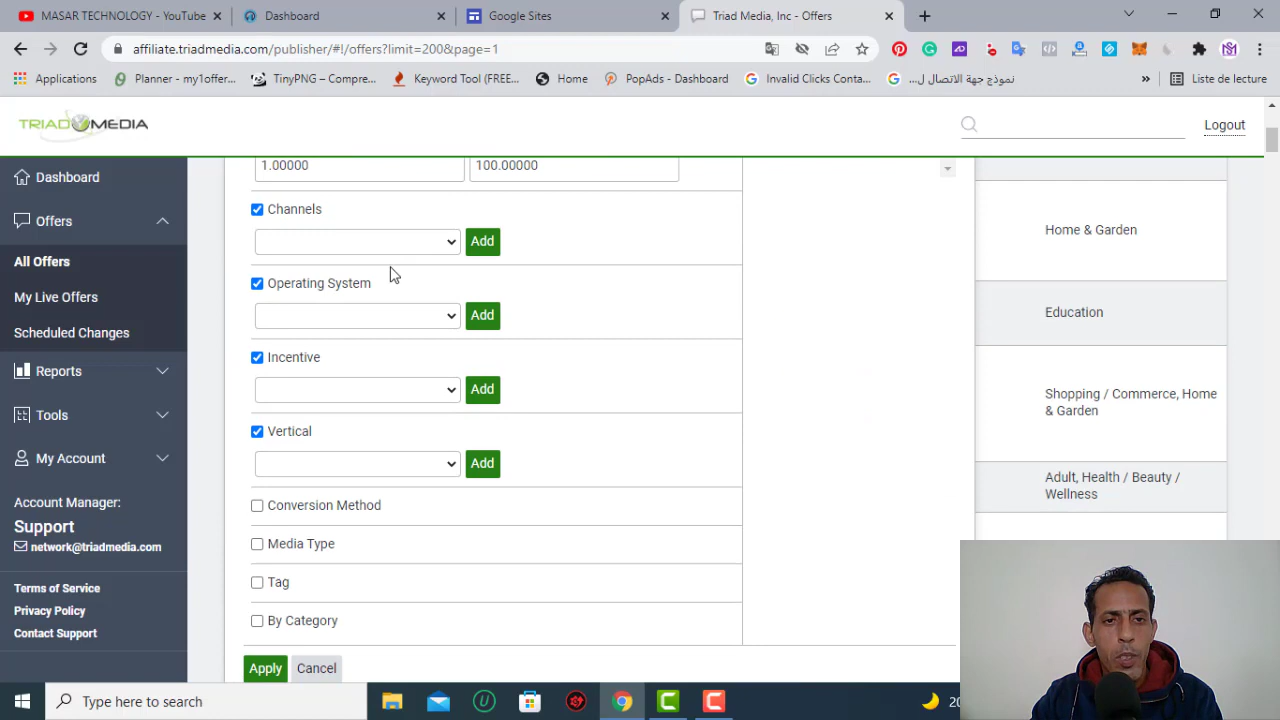 MASAR TECHNOLOGY - YouTube
Dashboard
Google Sites
Triad Media, Inc - Offers
affiliate.triadmedia.com/publisher/#!/offers?limit=200&page=1
Applications
Planner - my1offer...
TinyPNG – Compre...
Keyword Tool (FREE...
Home
PopAds - Dashboard
Invalid Clicks Conta...
نموذج جهة الاتصال ل...
»
Liste de lecture
TRIAD MEDIA
Logout
Dashboard
Offers
All Offers
My Live Offers
Scheduled Changes
Reports
Tools
My Account
Account Manager:
Support
network@triadmedia.com
Terms of Service
Privacy Policy
Contact Support
1.00000
100.00000
Channels
Add
Operating System
Add
Incentive
Add
Vertical
Add
Conversion Method
Media Type
Tag
By Category
Apply
Cancel
Home & Garden
Education
Shopping / Commerce, Home
& Garden
Adult, Health / Beauty /
Wellness
Type here to search
20